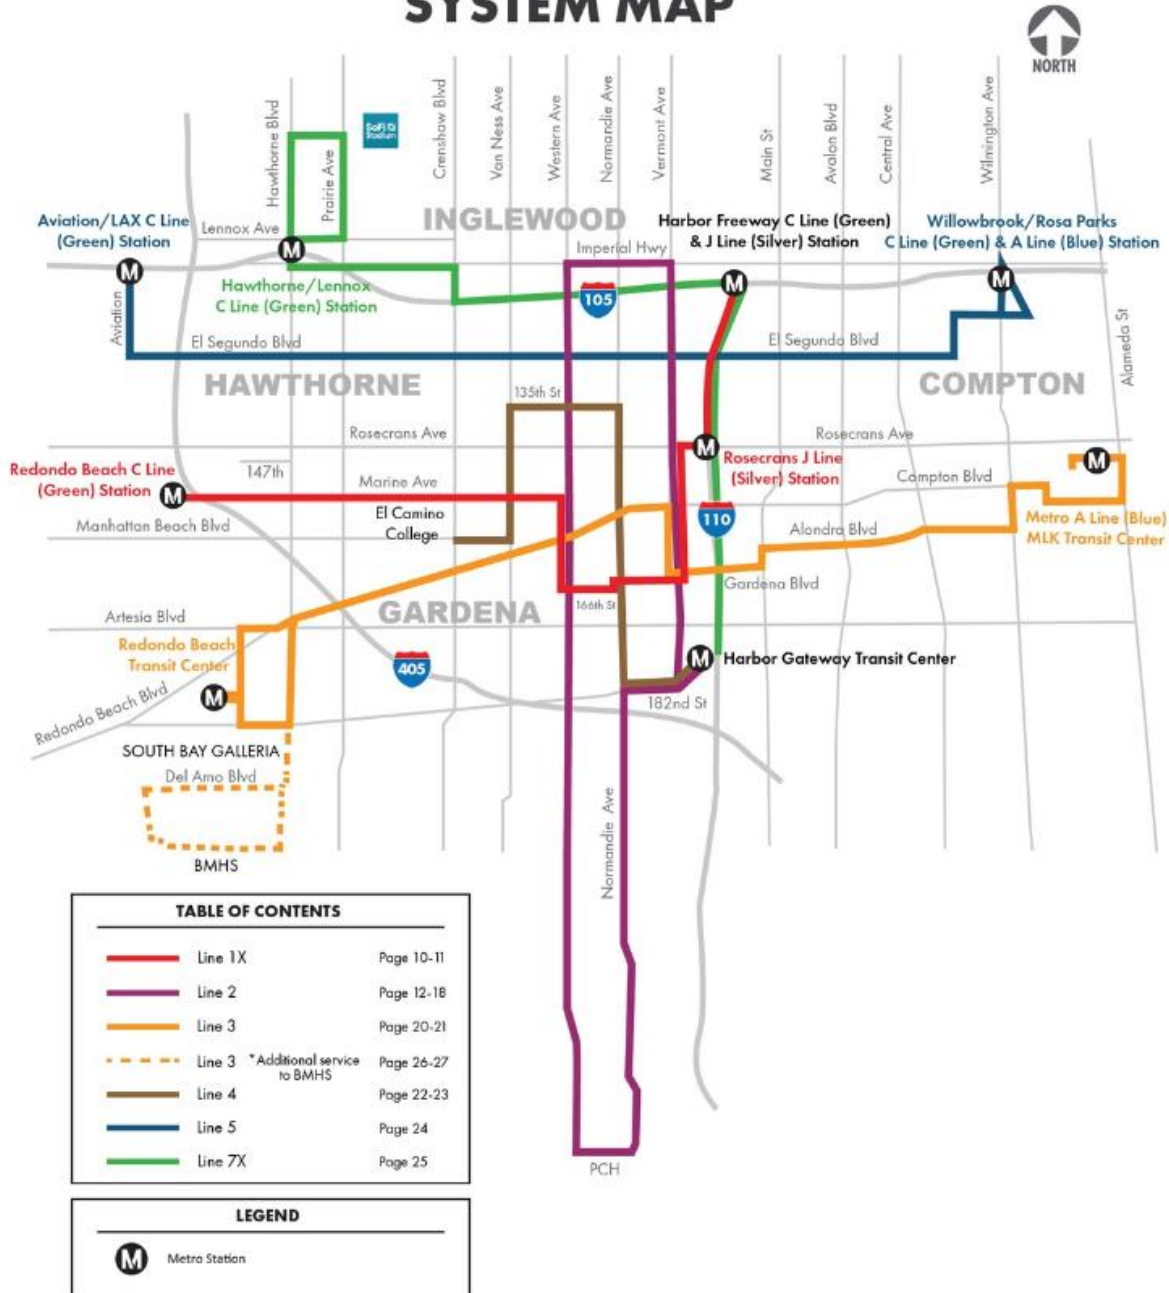 SYSTEM MAP
NORTH
Hawthorne Blvd
Prairie Ave
SoFi
Stadium
Crenshaw Blvd
Van Ness Ave
Western Ave
Normandie Ave
Vermont Ave
Main St
Avalon Blvd
Central Ave
Wilmington Ave
Aviation/LAX C Line
(Green) Station
Lennox Ave
INGLEWOOD
Imperial Hwy
Harbor Freeway C Line (Green)
& J Line (Silver) Station
Willowbrook/Rosa Parks
C Line (Green) & A Line (Blue) Station
M
M
M
M
Hawthorne/Lennox
C Line (Green) Station
105
Aviation
El Segundo Blvd
El Segundo Blvd
Alameda St
HAWTHORNE
COMPTON
135th St
Rosecrans Ave
Rosecrans Ave
M
M
Redondo Beach C Line
(Green) Station
M
147th
Marine Ave
Rosecrans J Line
(Silver) Station
Compton Blvd
El Camino
College
Manhattan Beach Blvd
110
Alondra Blvd
Metro A Line (Blue)
MLK Transit Center
Gardena Blvd
166th St
GARDENA
Artesia Blvd
Redondo Beach
Transit Center
M
405
M
Harbor Gateway Transit Center
Redondo Beach Blvd
182nd St
SOUTH BAY GALLERIA
Del Amo Blvd
BMHS
Normandie Ave
PCH
TABLE OF CONTENTS
Line 1X Page 10-11
Line 2 Page 12-18
Line 3 Page 20-21
Line 3 *Additional service
to BMHS Page 26-27
Line 4 Page 22-23
Line 5 Page 24
Line 7X Page 25
LEGEND
M Metro Station